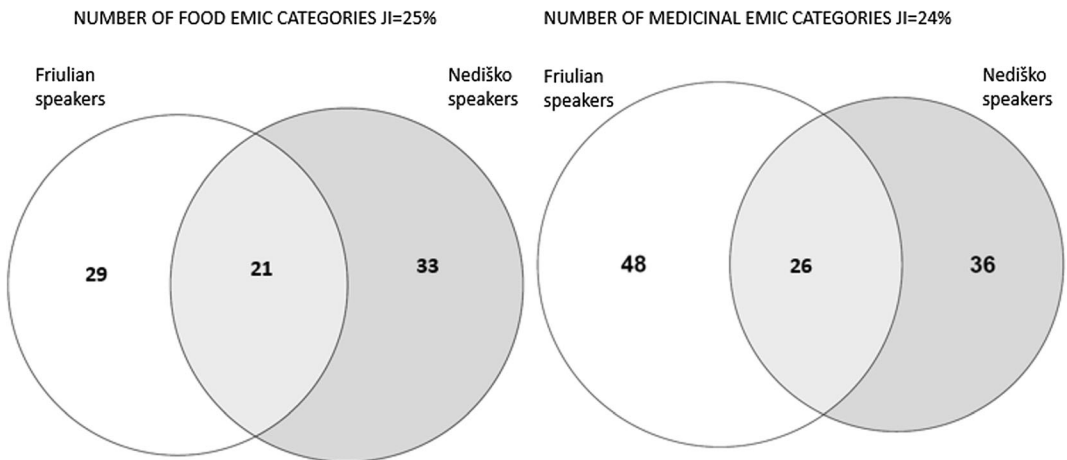 NUMBER OF FOOD EMIC CATEGORIES JI=25%
Friulian
speakers
Nediško
speakers
29
21
33
NUMBER OF MEDICINAL EMIC CATEGORIES JI=24%
Friulian
speakers
Nediško
speakers
48
26
36